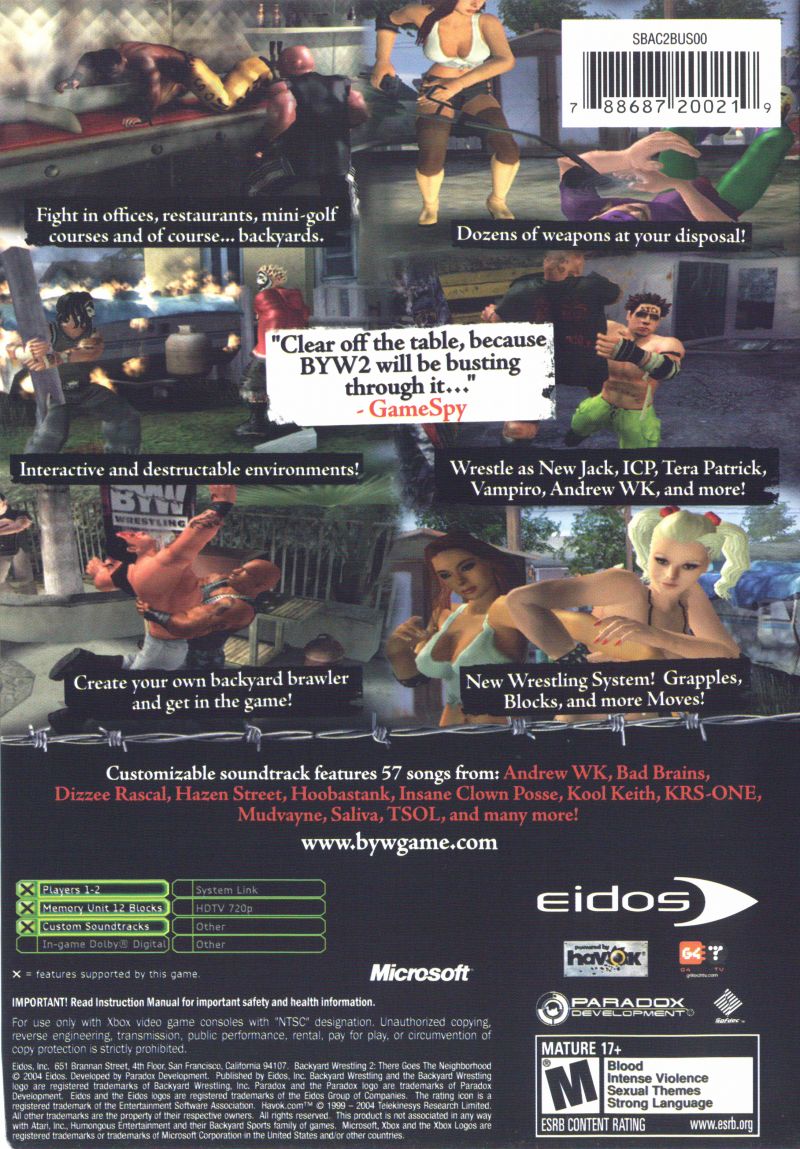 SBAC2BUS00
7 88687 20021 9
Fight in offices, restaurants, mini-golf
courses and of course... backyards.
Dozens of weapons at your disposal!
"Clear off the table, because
BYW2 will be busting
through it..."
- GameSpy
Interactive and destructable environments!
Wrestle as New Jack, ICP, Tera Patrick,
Vampiro, Andrew WK, and more!
BYW
WRESTLING
Create your own backyard brawler
and get in the game!
New Wrestling System! Grapples,
Blocks, and more Moves!
Customizable soundtrack features 57 songs from: Andrew WK, Bad Brains,
Dizzee Rascal, Hazen Street, Hoobastank, Insane Clown Posse, Kool Keith, KRS-ONE,
Mudvayne, Saliva, TSOL, and many more!
www.bywgame.com
X Players 1-2
System Link
X Memory Unit 12 Blocks
HDTV 720p
X Custom Soundtracks
Other
In-game Dolby® Digital
Other
X = features supported by this game.
Microsoft®
eidos
powered by
havok
G4
G4 TV
g4techtv.com
PARADOX
DEVELOPMENT
GoFdec™
IMPORTANT! Read Instruction Manual for important safety and health information.
For use only with Xbox video game consoles with "NTSC" designation. Unauthorized copying,
reverse engineering, transmission, public performance, rental, pay for play, or circumvention of
copy protection is strictly prohibited.
Eidos, Inc. 651 Brannan Street, 4th Floor, San Francisco, California 94107. Backyard Wrestling 2: There Goes The Neighborhood
© 2004 Eidos. Developed by Paradox Development. Published by Eidos, Inc. Backyard Wrestling and the Backyard Wrestling
logo are registered trademarks of Backyard Wrestling, Inc. Paradox and the Paradox logo are trademarks of Paradox
Development. Eidos and the Eidos logos are registered trademarks of the Eidos Group of Companies. The rating icon is a
registered trademark of the Entertainment Software Association. Havok.com™ © 1999 - 2004 Telekinesys Research Limited.
All other trademarks are the property of their respective owners. All rights reserved. This product is not associated in any way
with Atari, Inc., Humongous Entertainment and their Backyard Sports family of games. Microsoft, Xbox and the Xbox Logos are
registered trademarks or trademarks of Microsoft Corporation in the United States and/or other countries.
MATURE 17+
M
Blood
Intense Violence
Sexual Themes
Strong Language
ESRB CONTENT RATING www.esrb.org